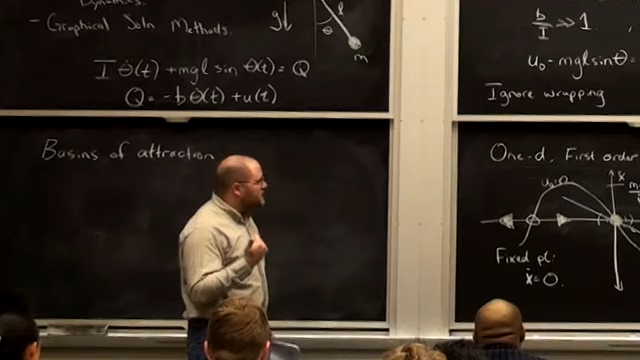 - Graphical Soln Methods.
g
l
θ
m
I θ̈(t) + mgl sin θ(t) = Q
Q = -b θ̇(t) + u(t)
Basins of attraction
b/I >> 1
u₀ - mgl sinθ =
Ignore wrapping
One-d, First order
u₀=0
ẋ
Fixed pt:
ẋ=0.